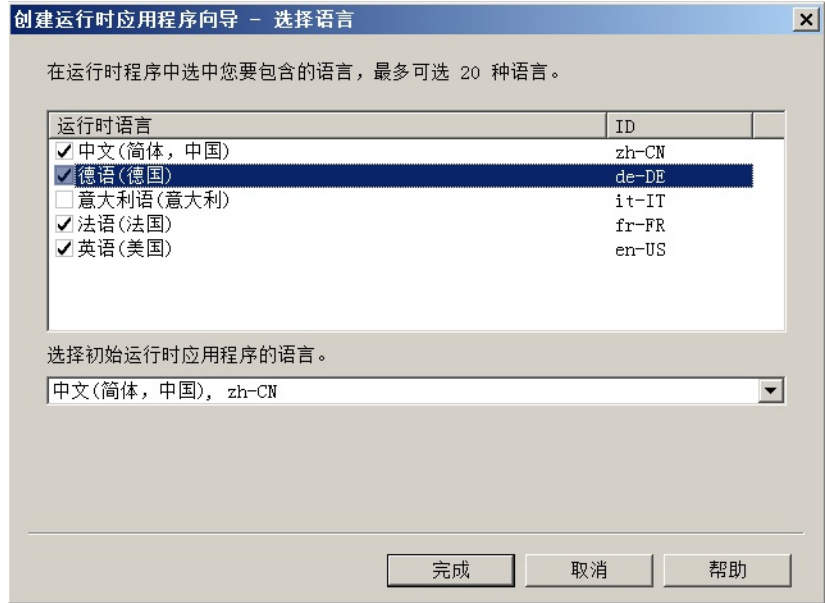 创建运行时应用程序向导 - 选择语言
在运行时程序中选中您要包含的语言，最多可选 20 种语言。
运行时语言 ID
中文(简体，中国) zh-CN
德语(德国) de-DE
意大利语(意大利) it-IT
法语(法国) fr-FR
英语(美国) en-US
选择初始运行时应用程序的语言。
中文(简体，中国), zh-CN
完成 取消 帮助